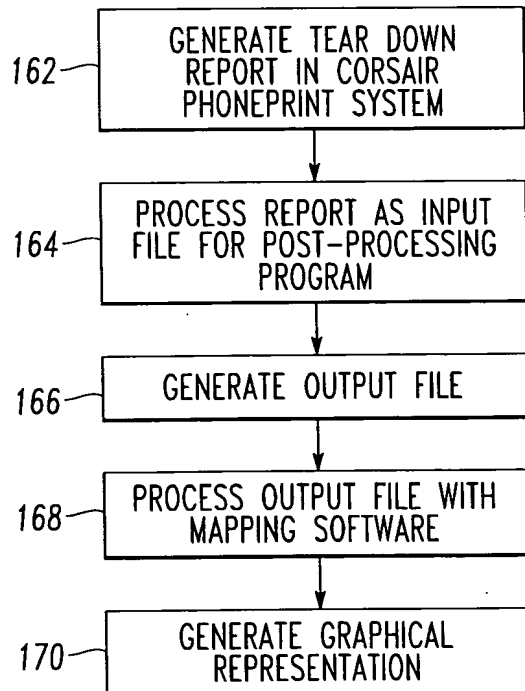 GENERATE TEAR DOWN
162
REPORT IN CORSAIR
PHONEPRINT SYSTEM
PROCESS REPORT AS INPUT
164
FILE FOR POST-PROCESSING
PROGRAM
166
GENERATE OUTPUT FILE
PROCESS OUTPUT FILE WITH
168
MAPPING SOFTWARE
GENERATE GRAPHICAL
170
REPRESENTATION